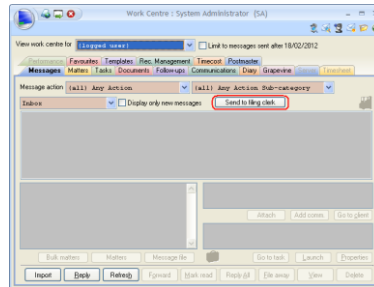 Work Centre : System Administrator (SA)
View work centre for (logged user) Limit to messages sent after 18/02/2012
Performance Favourites Templates Rec. Management Timecost Postmaster
Messages Matters Tasks Documents Follow-ups Communications Diary Grapevine Timesheet
Message action (all) Any Action (all) Any Action Sub-category
Inbox Display only new messages Send to filing clerk
Attach Add comm Go to client
Bulk matters Matters Message file Go to task Launch Properties
Import Reply Refresh Forward Mark read Reply All File away View Delete